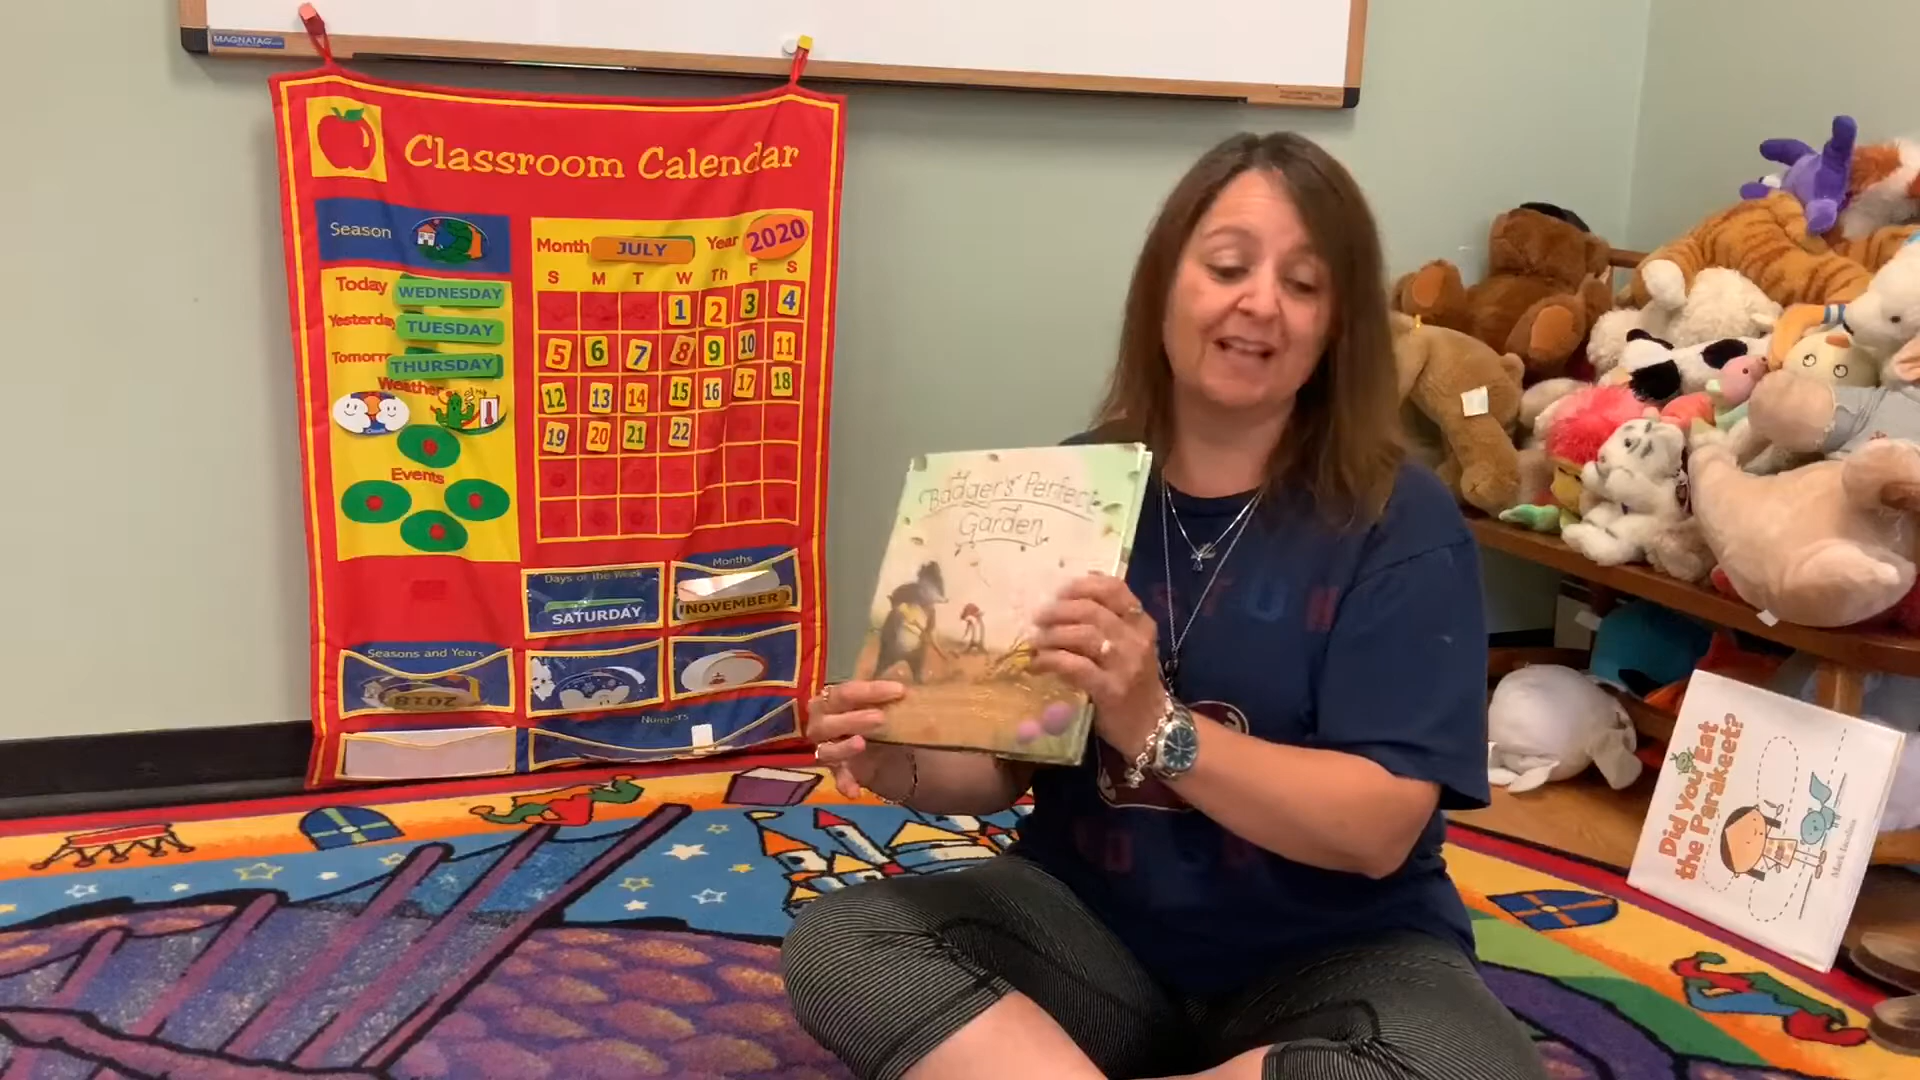 MAGNATAG
Classroom Calendar
Season
Month JULY Year 2020
S M T W Th F S
Today WEDNESDAY
Yesterday TUESDAY
Tomorro THURSDAY
Weather
Events
1 2 3 4
5 6 7 8 9 10 11
12 13 14 15 16 17 18
19 20 21 22
Days of the Week
SATURDAY
Months
NOVEMBER
Seasons and Years
2018
Numbers
Badger's Perfect
Garden
Did You Eat
the Parakeet?